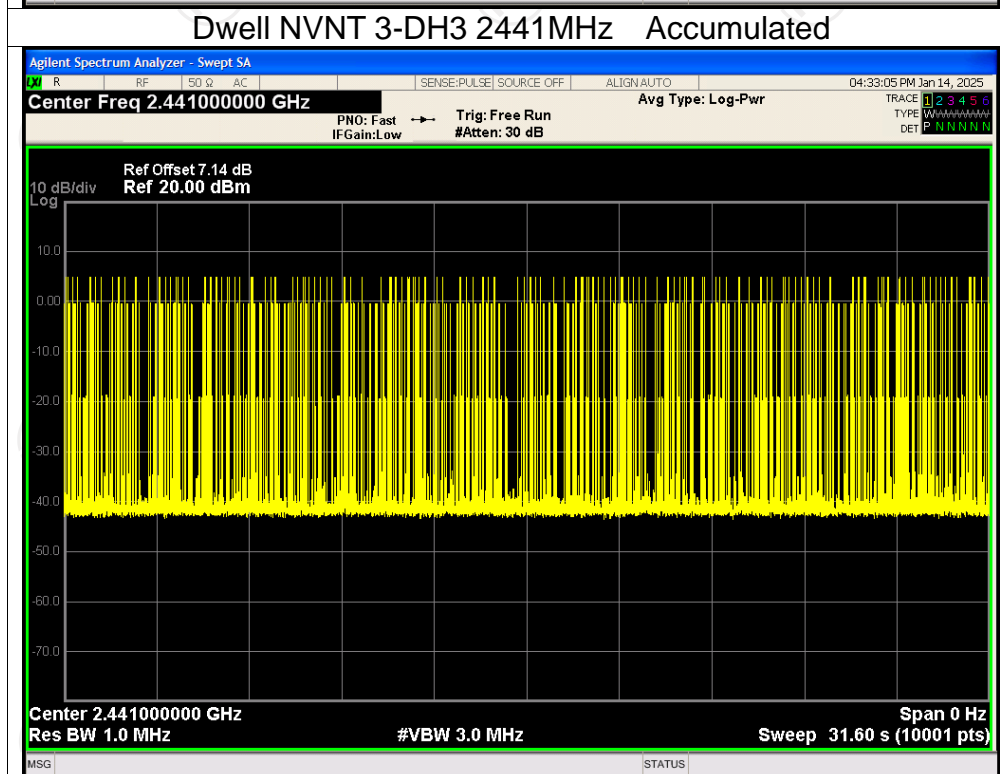 Dwell NVNT 3-DH3 2441MHz Accumulated
Agilent Spectrum Analyzer - Swept SA
LXI R RF 50 Ω AC SENSE:PULSE SOURCE OFF ALIGN AUTO 04:33:05 PM Jan 14, 2025
Center Freq 2.441000000 GHz Avg Type: Log-Pwr TRACE 1 2 3 4 5 6
PNO: Fast Trig: Free Run TYPE WWWWWW
IFGain:Low #Atten: 30 dB DET P N N N N N
Ref Offset 7.14 dB
10 dB/div Ref 20.00 dBm
Log
10.0
0.00
-10.0
-20.0
-30.0
-40.0
-50.0
-60.0
-70.0
Center 2.441000000 GHz Span 0 Hz
Res BW 1.0 MHz #VBW 3.0 MHz Sweep 31.60 s (10001 pts)
MSG STATUS